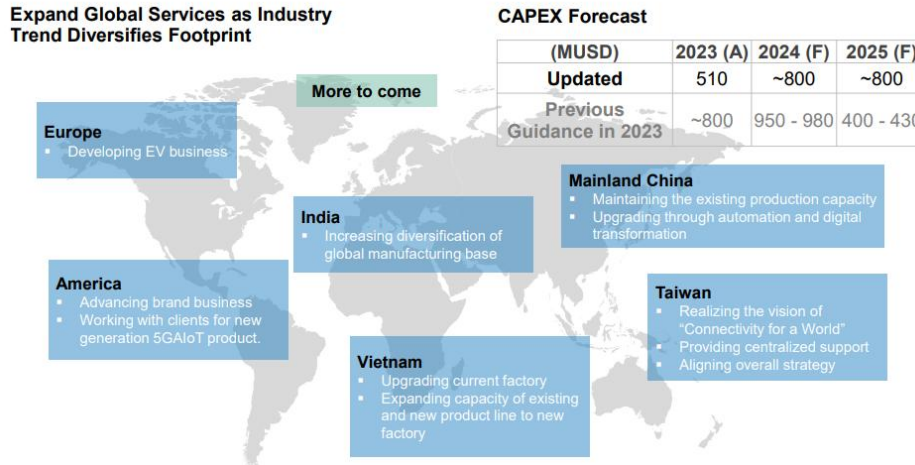 Expand Global Services as Industry
Trend Diversifies Footprint
CAPEX Forecast
(MUSD) 2023 (A) 2024 (F) 2025 (F)
Updated 510 ~800 ~800
Previous
Guidance in 2023 ~800 950 - 980 400 - 430
More to come
Europe
▪ Developing EV business
Mainland China
▪ Maintaining the existing production capacity
▪ Upgrading through automation and digital
transformation
India
▪ Increasing diversification of
global manufacturing base
America
▪ Advancing brand business
▪ Working with clients for new
generation 5GAIoT product.
Taiwan
▪ Realizing the vision of
“Connectivity for a World”
▪ Providing centralized support
▪ Aligning overall strategy
Vietnam
▪ Upgrading current factory
▪ Expanding capacity of existing
and new product line to new
factory